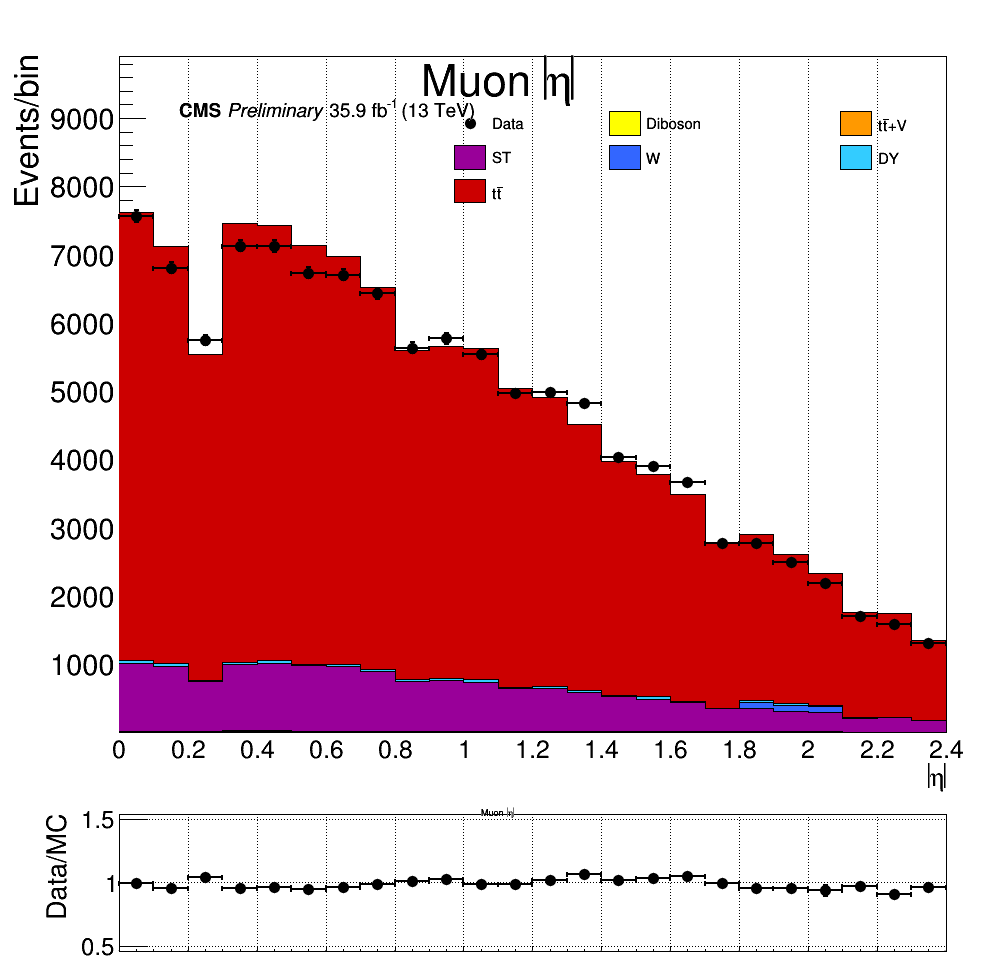 Muon |η|
Events/bin
CMS Preliminary 35.9 fb⁻¹ (13 TeV)
Data
Diboson
tt̄+V
ST
W
DY
tt̄
9000
8000
7000
6000
5000
4000
3000
2000
1000
0 0.2 0.4 0.6 0.8 1 1.2 1.4 1.6 1.8 2 2.2 2.4
|η|
Muon |η|
Data/MC
1.5
1
0.5